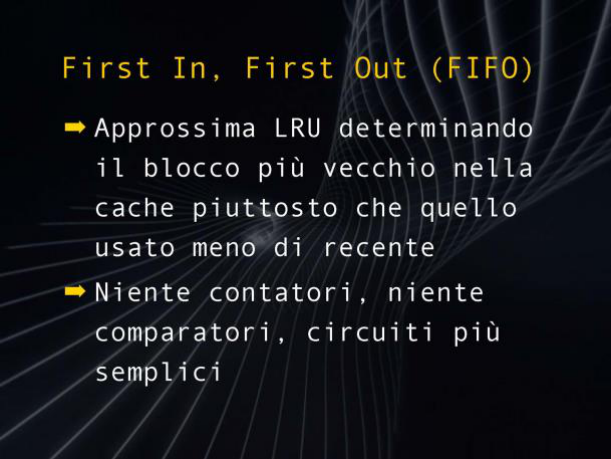 First In, First Out (FIFO)
➡ Approssima LRU determinando
il blocco più vecchio nella
cache piuttosto che quello
usato meno di recente
➡ Niente contatori, niente
comparatori, circuiti più
semplici